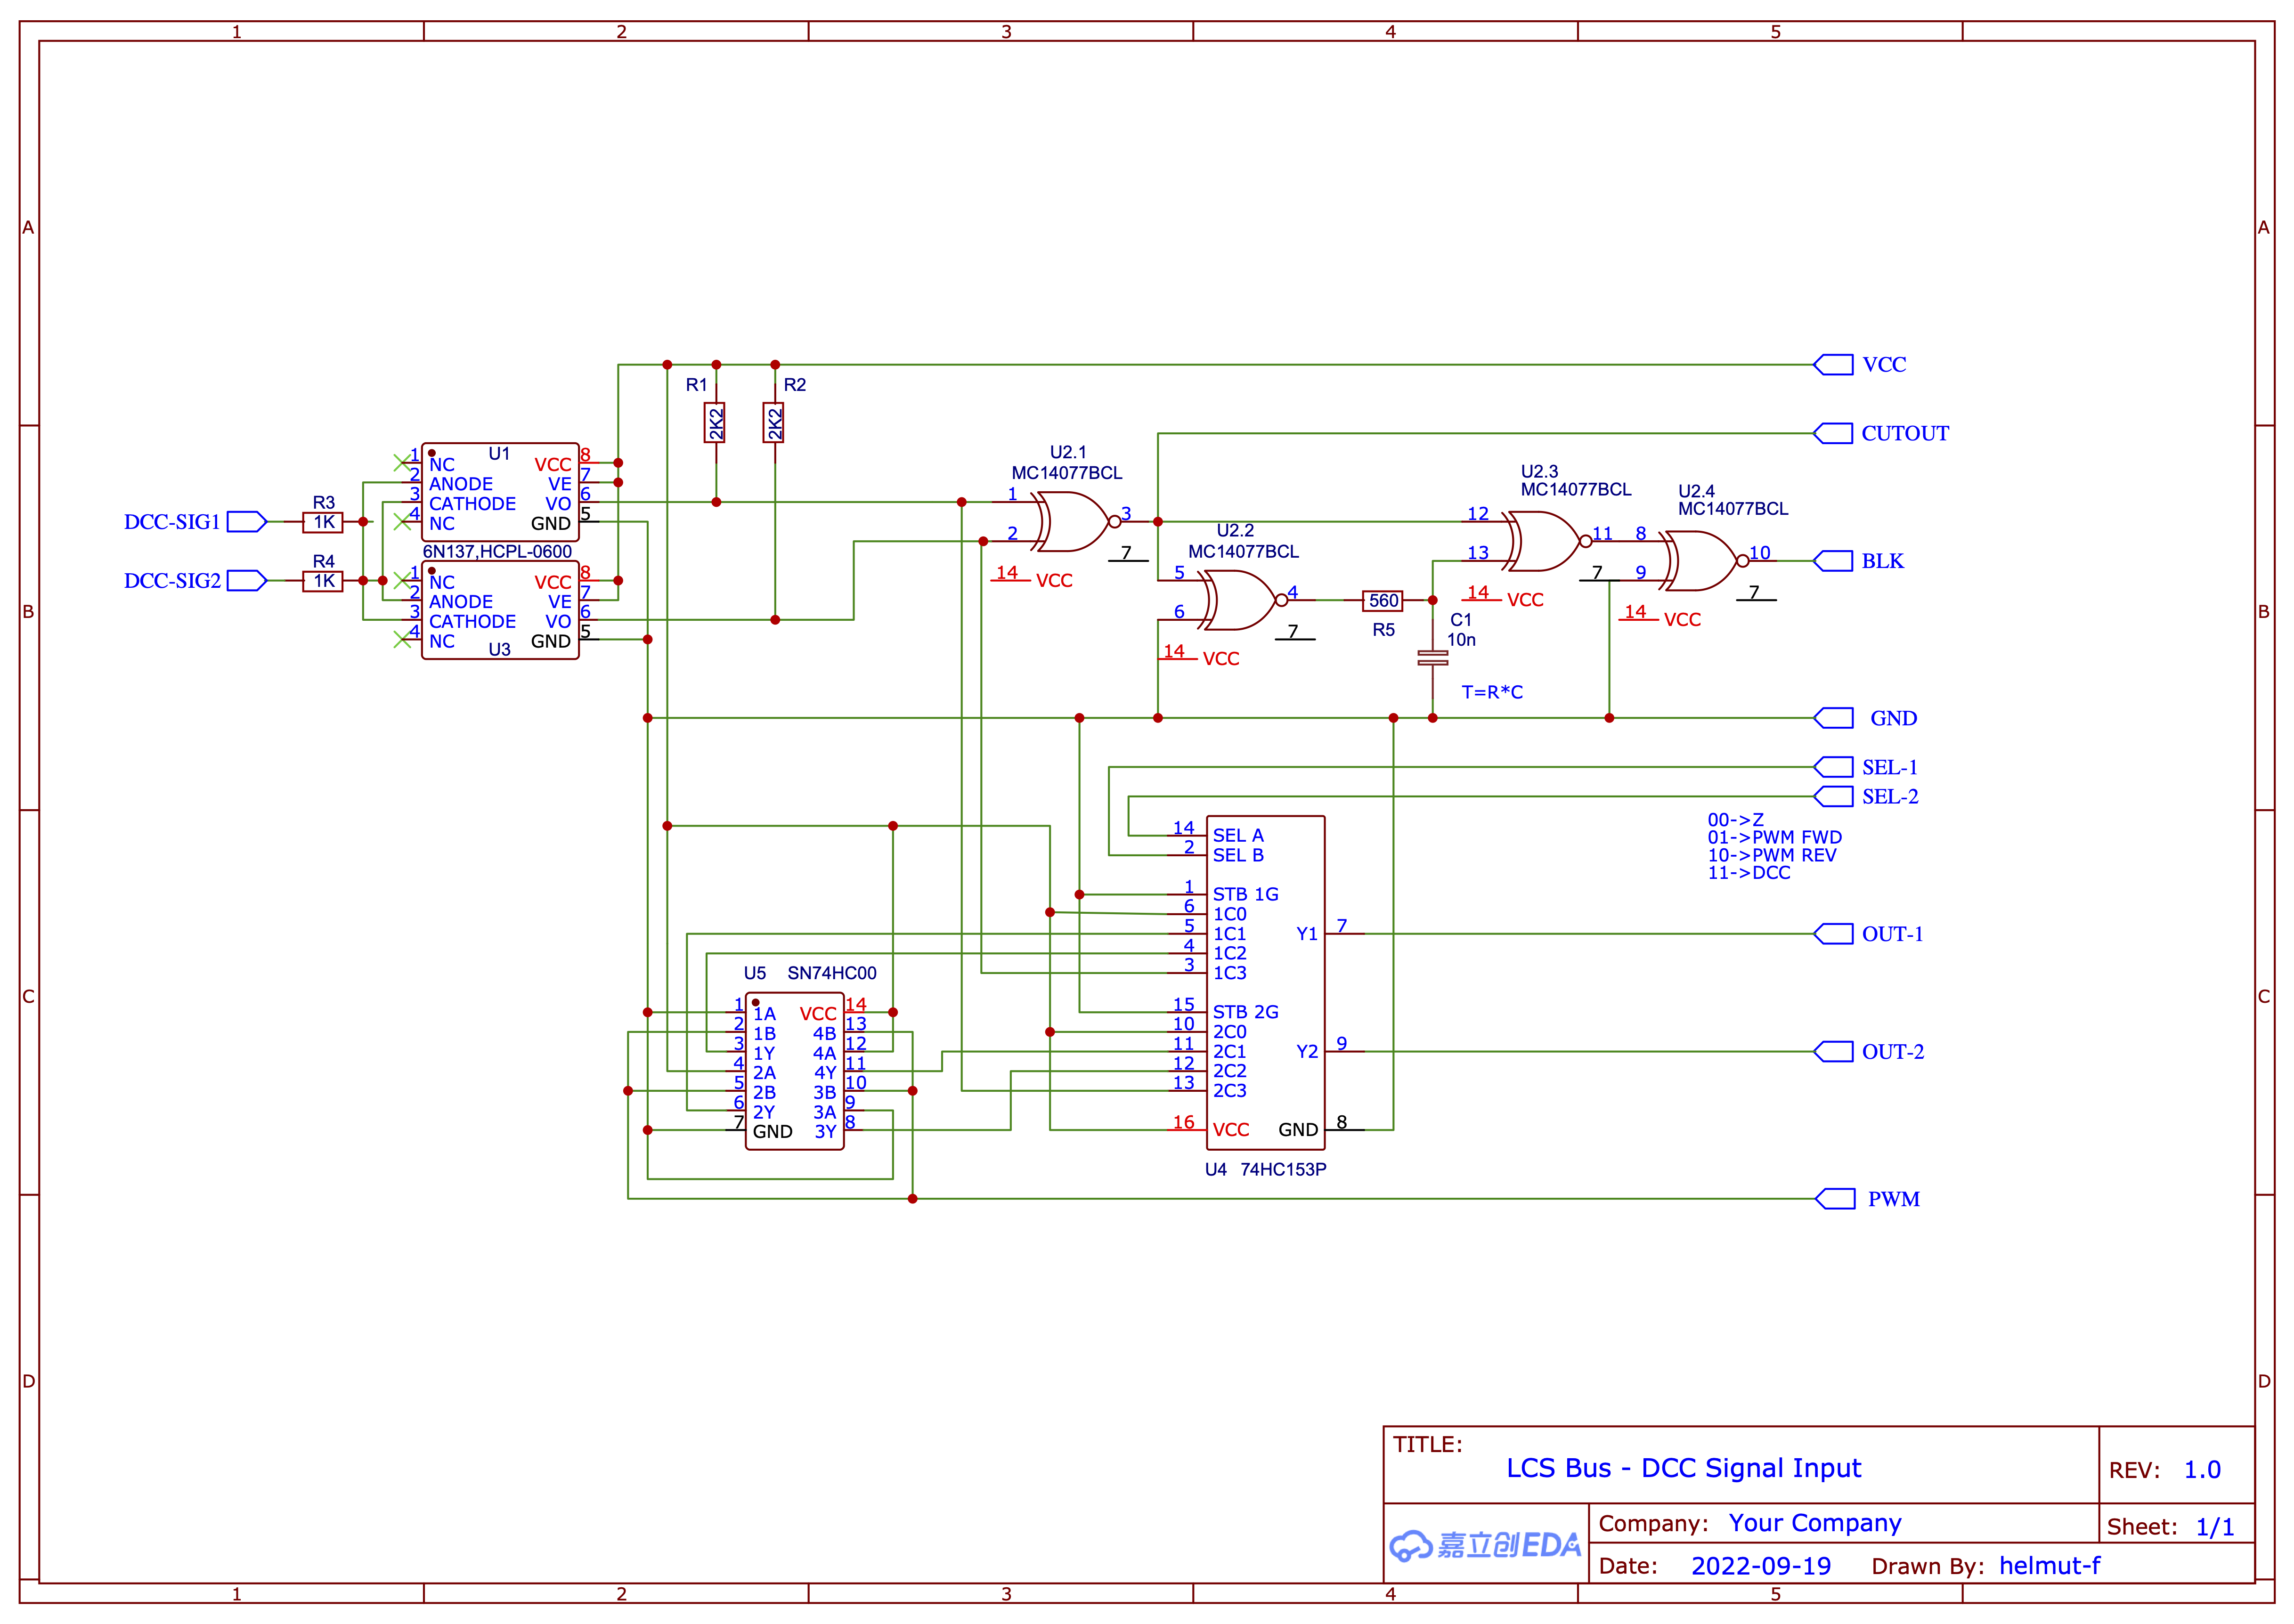 1 2 3 4 5
A A
B B
C C
D D
VCC
R1 R2
2K2 2K2
CUTOUT
U1
1 NC VCC 8
2 ANODE VE 7
3 CATHODE VO 6
4 NC GND 5
6N137,HCPL-0600
1 NC VCC 8
2 ANODE VE 7
3 CATHODE VO 6
4 NC GND 5
U3
DCC-SIG1
R3
1K
DCC-SIG2
R4
1K
U2.1
MC14077BCL
1
2
3
7
14 VCC
U2.2
MC14077BCL
5
6
4
7
14 VCC
560
R5
C1
10n
T=R*C
U2.3
MC14077BCL
12
13
11
7
14 VCC
U2.4
MC14077BCL
8
9
10
7
14 VCC
BLK
GND
SEL-1
SEL-2
00->Z
01->PWM FWD
10->PWM REV
11->DCC
14 SEL A
2 SEL B
1 STB 1G
6 1C0
5 1C1
4 1C2
3 1C3
15 STB 2G
10 2C0
11 2C1
12 2C2
13 2C3
16 VCC
Y1 7
Y2 9
GND 8
U4 74HC153P
OUT-1
OUT-2
U5 SN74HC00
1 1A VCC 14
2 1B 4B 13
3 1Y 4A 12
4 2A 4Y 11
5 2B 3B 10
6 2Y 3A 9
7 GND 3Y 8
PWM
TITLE:
LCS Bus - DCC Signal Input
REV: 1.0
嘉立创EDA
Company: Your Company
Sheet: 1/1
Date: 2022-09-19 Drawn By: helmut-f
1 2 3 4 5